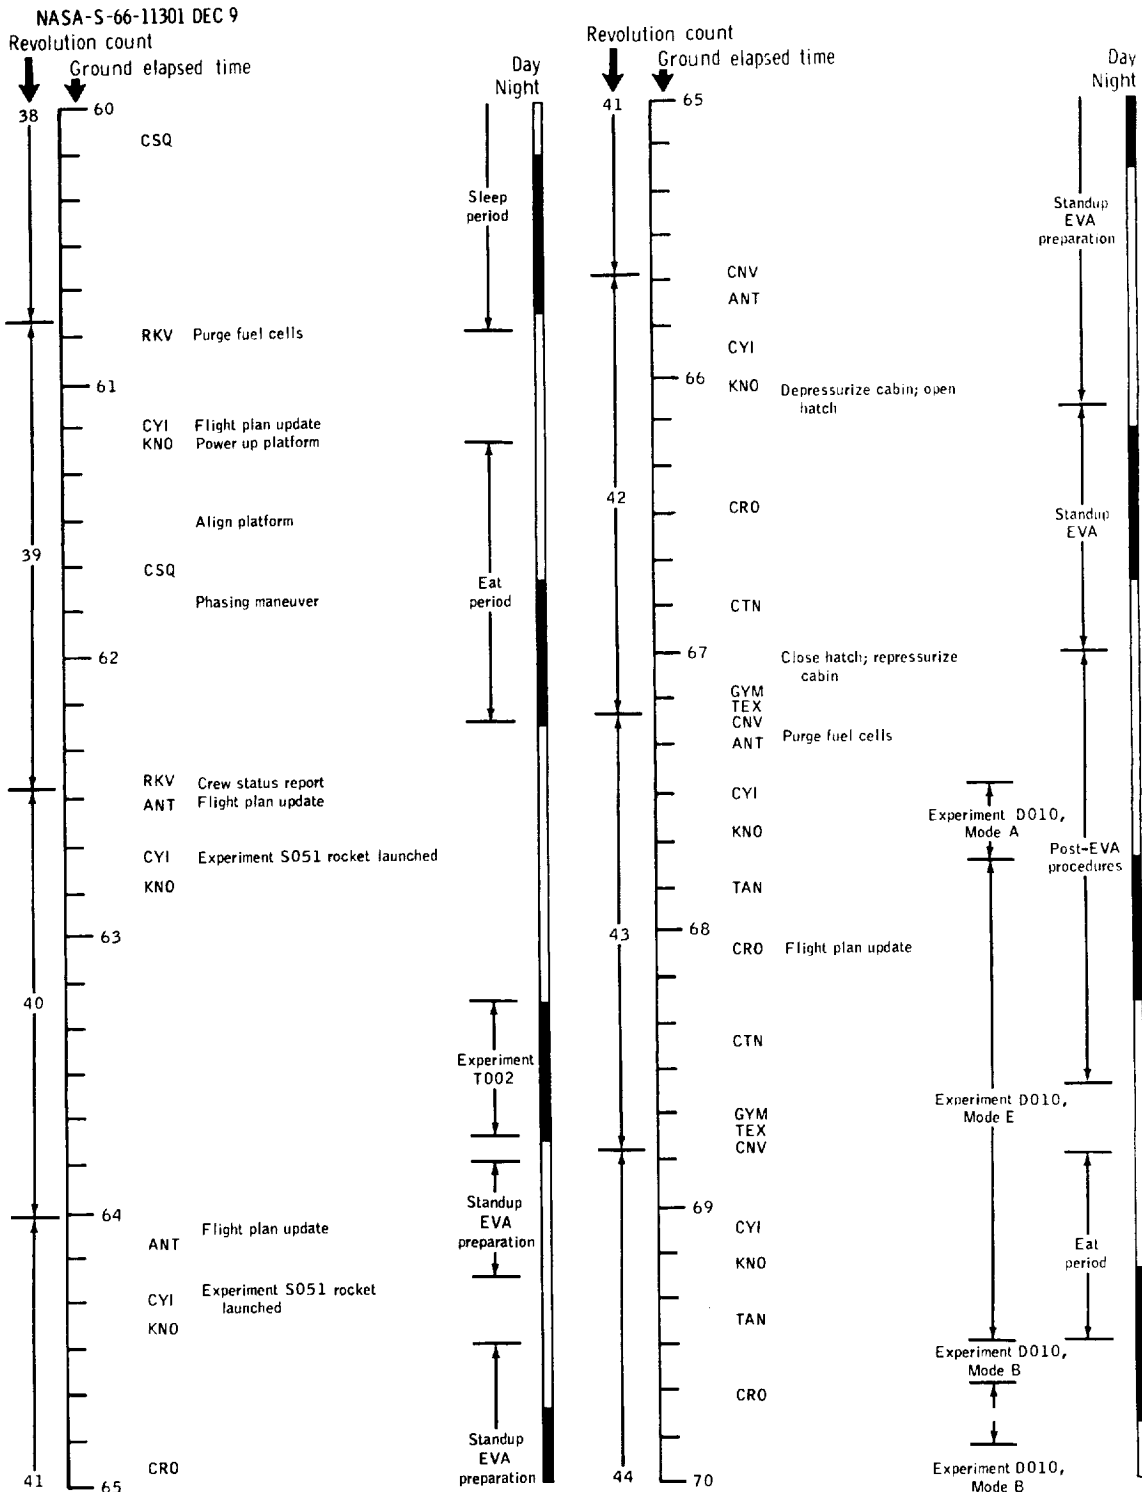 NASA-S-66-11301 DEC 9
Revolution count
Ground elapsed time
Day
Night
38
60
CSQ
Sleep
period
RKV Purge fuel cells
61
CYI Flight plan update
KNO Power up platform
Align platform
39
CSQ
Eat
period
Phasing maneuver
62
RKV Crew status report
ANT Flight plan update
CYI Experiment S051 rocket launched
KNO
63
40
Experiment
T002
64
Standup
EVA
preparation
Flight plan update
ANT
CYI Experiment S051 rocket
launched
KNO
Standup
EVA
preparation
CRO
41
65
Revolution count
Ground elapsed time
Day
Night
41
65
Standup
EVA
preparation
CNV
ANT
CYI
66
KNO Depressurize cabin; open
hatch
42
CRO
Standup
EVA
CTN
67
Close hatch; repressurize
cabin
GYM
TEX
CNV
ANT Purge fuel cells
CYI
Experiment D010,
Mode A
KNO
Post-EVA
procedures
TAN
68
43
CRO Flight plan update
CTN
Experiment D010,
Mode E
GYM
TEX
CNV
69
CYI
Eat
period
KNO
TAN
Experiment D010,
Mode B
CRO
Experiment D010,
Mode B
44
70